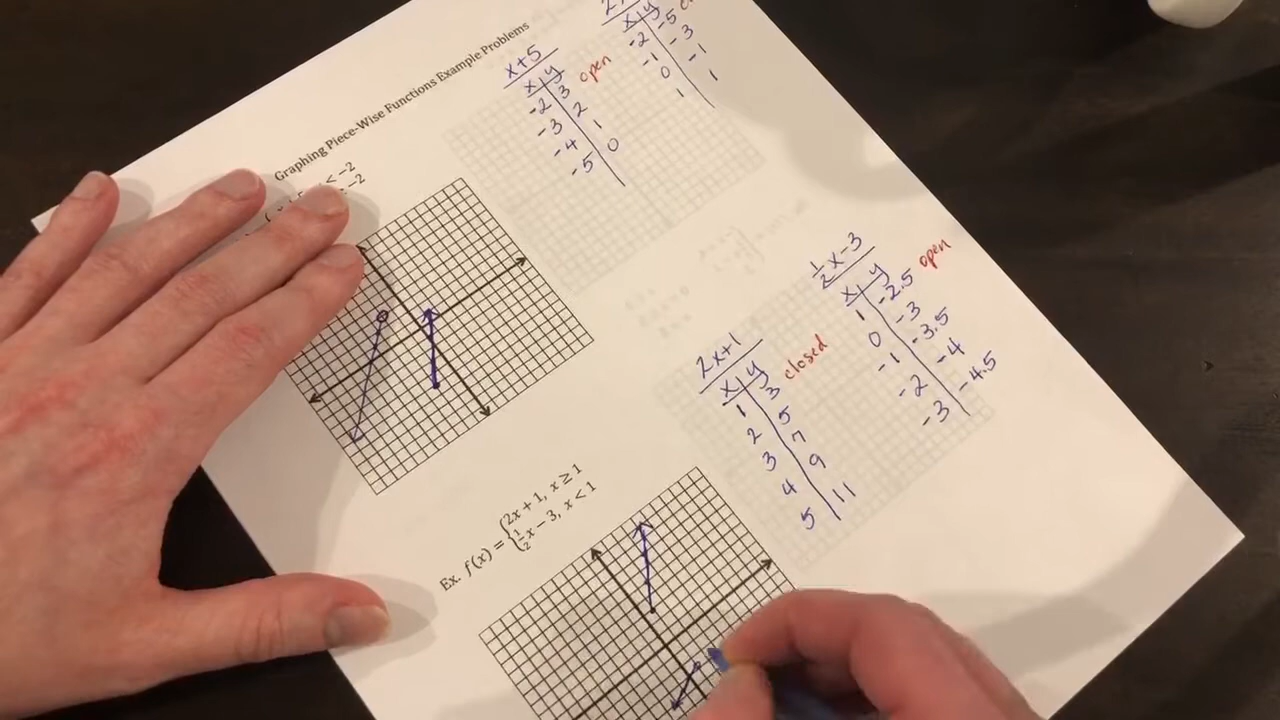 Graphing Piece-Wise Functions Example Problems
< −2
−2
x+5
x y
-2 3 open
-3 2
-4 1
-5 0
x y
-2 -5
-1 -3
0 -1
1 1
Ex. f(x) = {2x + 1, x ≥ 1
{½x − 3, x < 1
2x+1
x y
1 3 closed
2 5
3 7
4 9
5 11
½x-3
x y
1 -2.5 open
0 -3
-1 -3.5
-2 -4
-3 -4.5